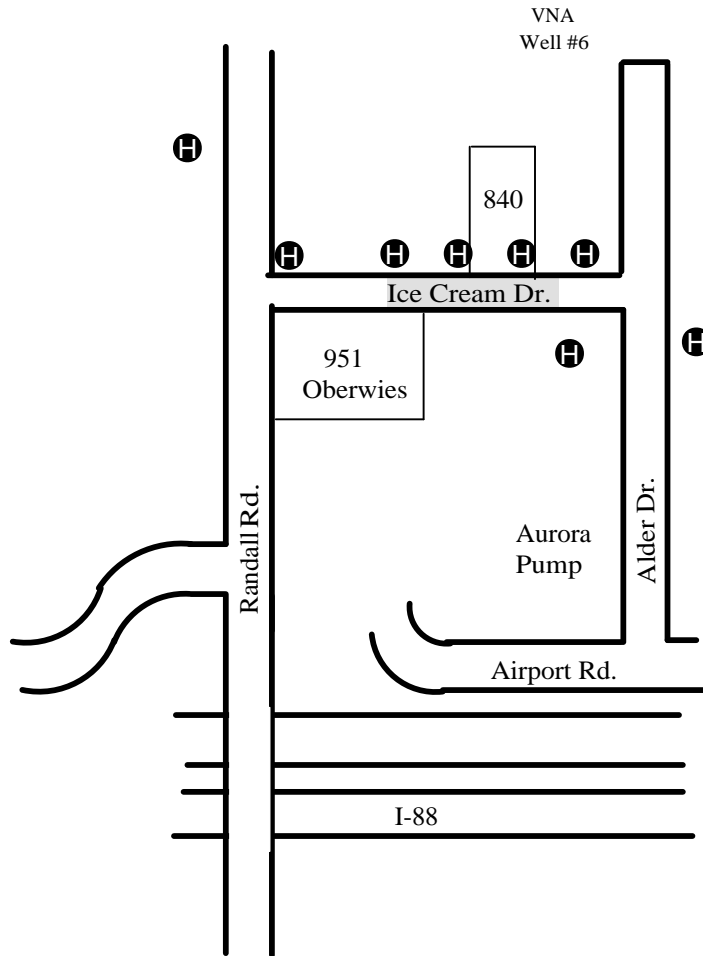 VNA
Well #6
H
840
H
H
H
H
H
Ice Cream Dr.
H
H
951
Oberwies
Randall Rd.
Aurora
Pump
Alder Dr.
Airport Rd.
I-88